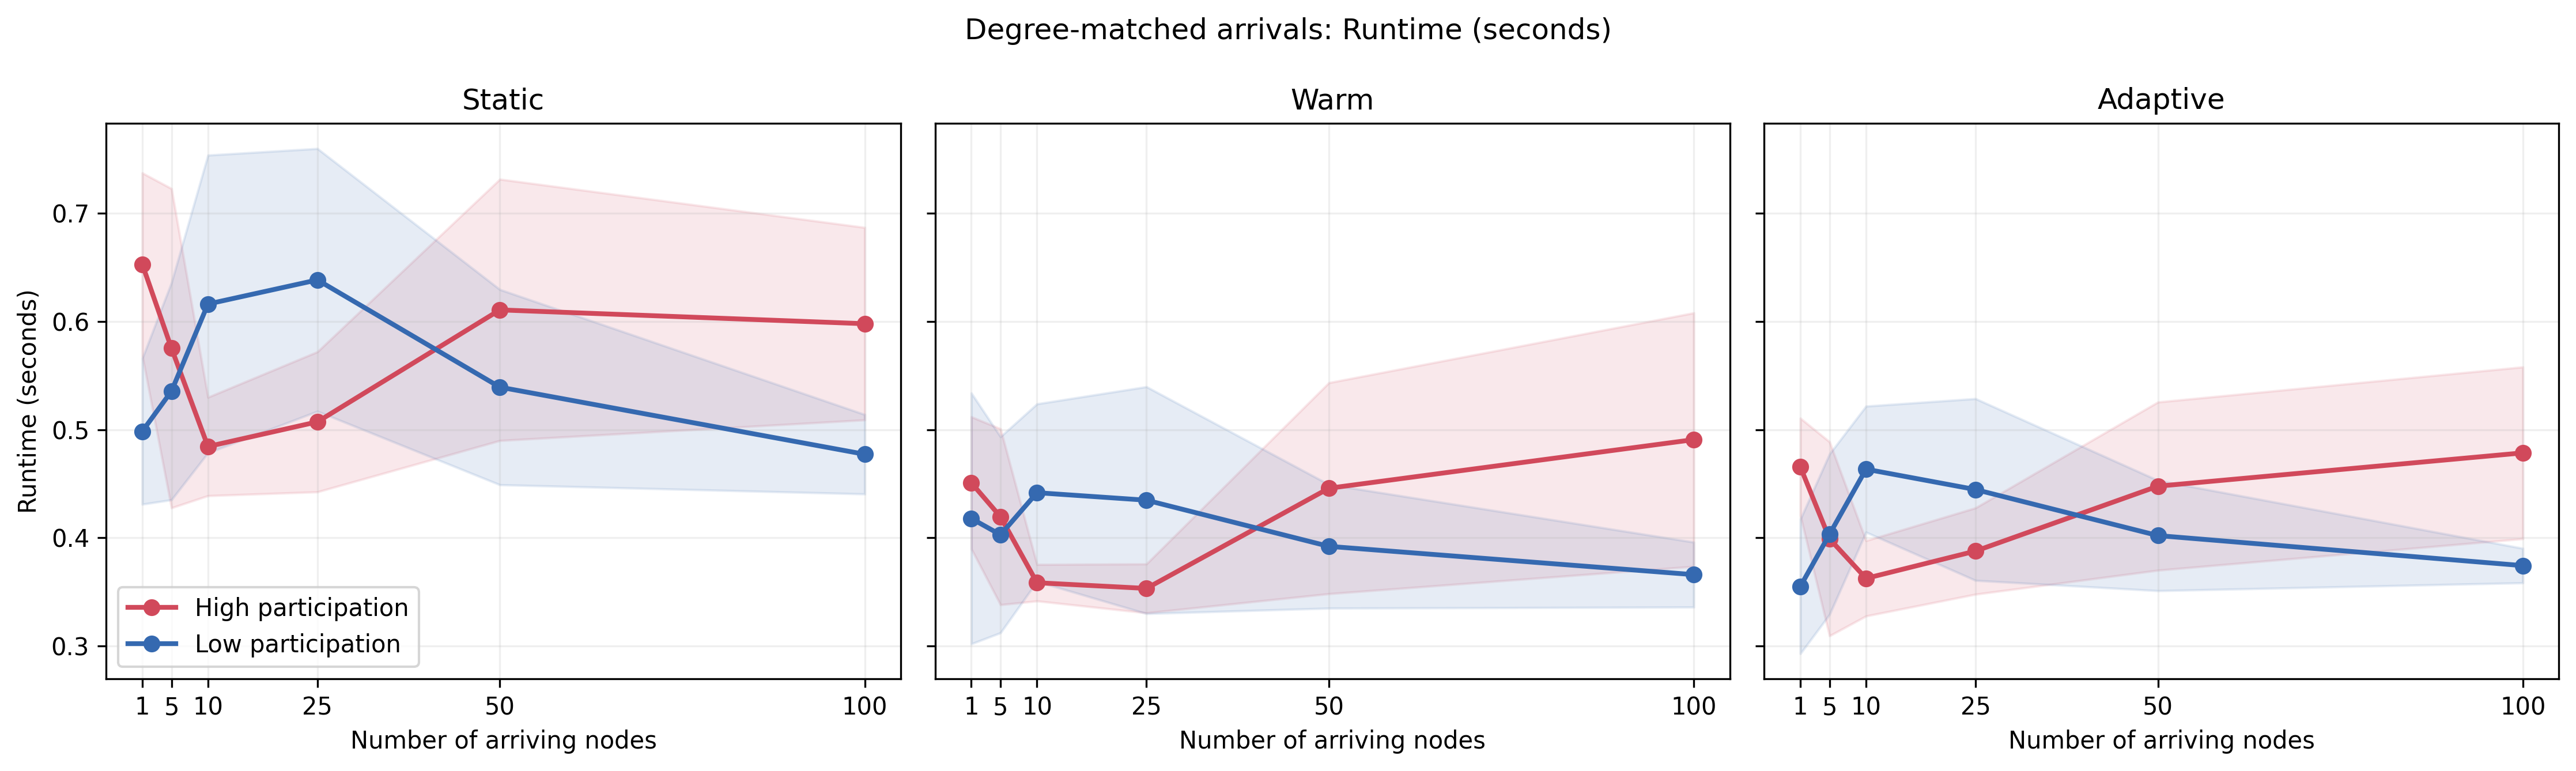 Degree-matched arrivals: Runtime (seconds)
Static
Warm
Adaptive
Runtime (seconds)
0.7
0.6
0.5
0.4
0.3
High participation
Low participation
1 5 10 25 50 100
1 5 10 25 50 100
1 5 10 25 50 100
Number of arriving nodes
Number of arriving nodes
Number of arriving nodes